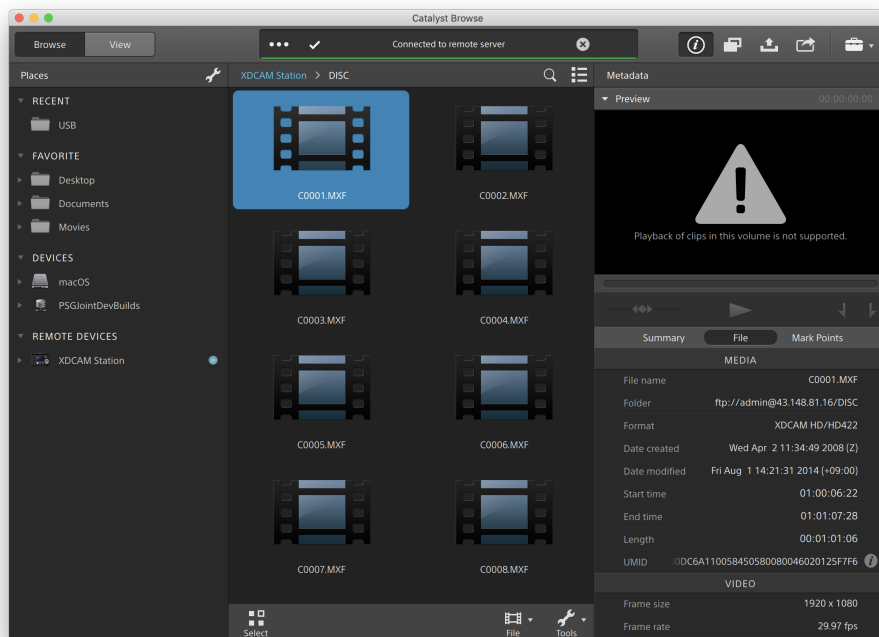 Catalyst Browse
Browse
View
Connected to remote server
Places
RECENT
USB
FAVORITE
Desktop
Documents
Movies
DEVICES
macOS
PSGJointDevBuilds
REMOTE DEVICES
XDCAM Station
XDCAM Station > DISC
C0001.MXF
C0002.MXF
C0003.MXF
C0004.MXF
C0005.MXF
C0006.MXF
C0007.MXF
C0008.MXF
Select
File
Tools
Metadata
Preview 00:00:00:00
Playback of clips in this volume is not supported.
Summary File Mark Points
MEDIA
File name C0001.MXF
Folder ftp://admin@43.148.81.16/DISC
Format XDCAM HD/HD422
Date created Wed Apr 2 11:34:49 2008 (Z)
Date modified Fri Aug 1 14:21:31 2014 (+09:00)
Start time 01:00:06:22
End time 01:01:07:28
Length 00:01:01:06
UMID
VIDEO
Frame size 1920 x 1080
Frame rate 29.97 fps